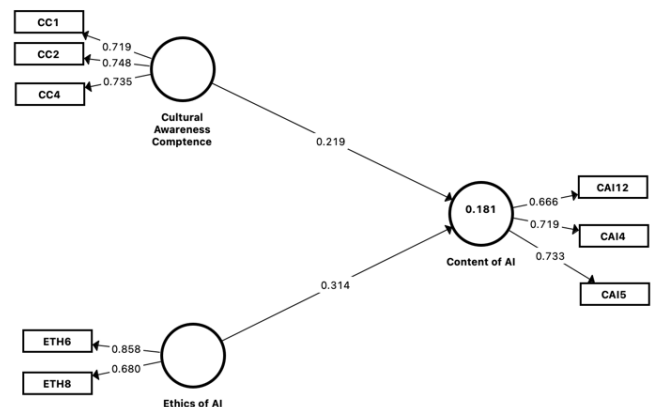 CC1
0.719
CC2
0.748
0.735
CC4
Cultural
Awareness
Comptence
0.219
0.181
Content of AI
0.666
CAI12
0.719
CAI4
0.733
CAI5
0.314
ETH6
0.858
0.680
ETH8
Ethics of AI